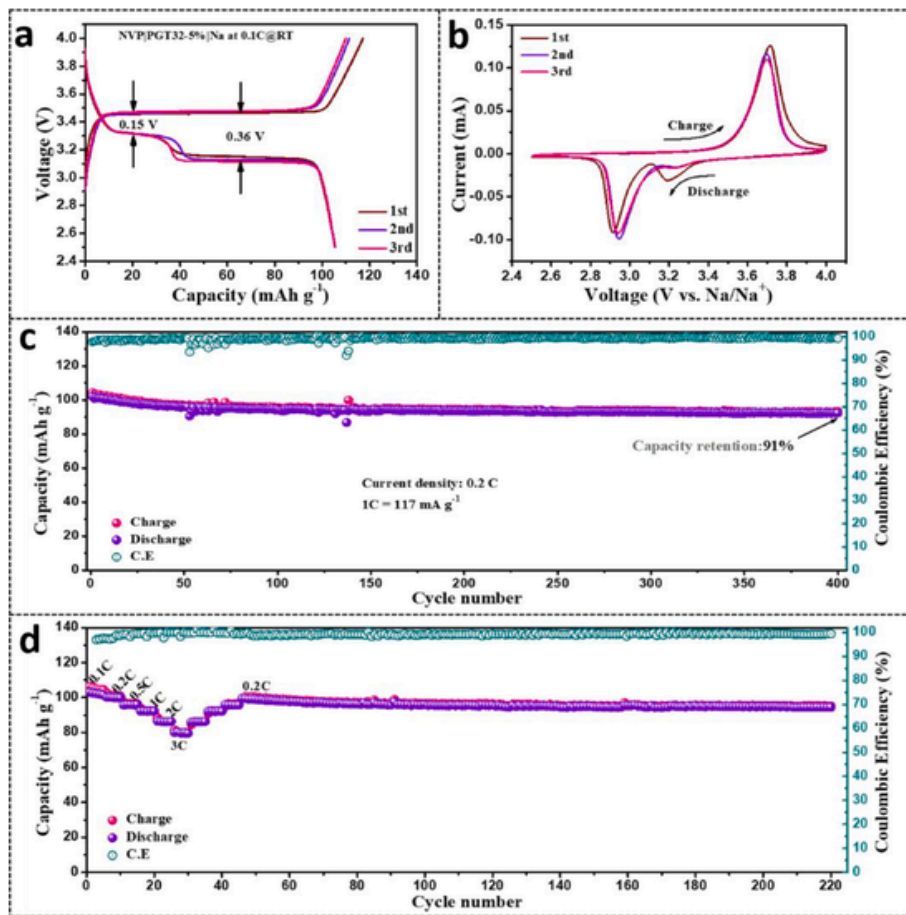 a
NVP|PGT32-5%|Na at 0.1C@RT
4.0
3.8
3.6
3.4
3.2
3.0
2.8
2.6
2.4
0.15 V
0.36 V
1st
2nd
3rd
0 20 40 60 80 100 120 140
Voltage (V)
Capacity (mAh g-1)
b
1st
2nd
3rd
0.15
0.10
0.05
0.00
-0.05
-0.10
Charge
Discharge
2.4 2.8 3.2 3.6 4.0
Current (mA)
Voltage (V vs. Na/Na+)
c
140
120
100
80
60
40
20
0
100
90
80
70
60
50
40
30
20
10
0
Capacity retention:91%
Current density: 0.2 C
1C = 117 mA g-1
Charge
Discharge
C.E
0 50 100 150 200 250 300 350 400
Capacity (mAh g-1)
Cycle number
Coulombic Efficiency (%)
d
140
120
100
80
60
40
20
0
100
90
80
70
60
50
40
30
20
10
0
0.1C
0.2C
0.5C
1C
2C
3C
0.2C
Charge
Discharge
C.E
0 20 40 60 80 100 120 140 160 180 200 220
Capacity (mAh g-1)
Cycle number
Coulombic Efficiency (%)